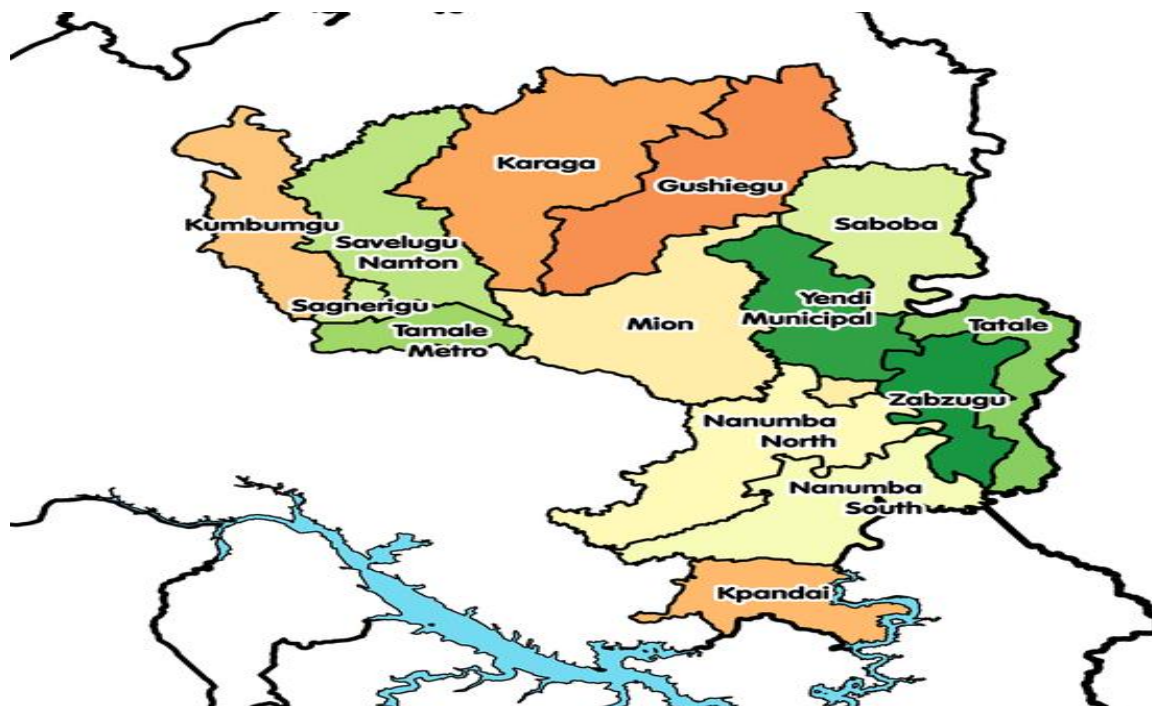 Karaga
Gushiegu
Kumbumgu
Saboba
Savelugu
Nanton
Sagnerigu
Yendi
Municipal
Mion
Tamale
Metro
Tatale
Zabzugu
Nanumba
North
Nanumba
South
Kpandai